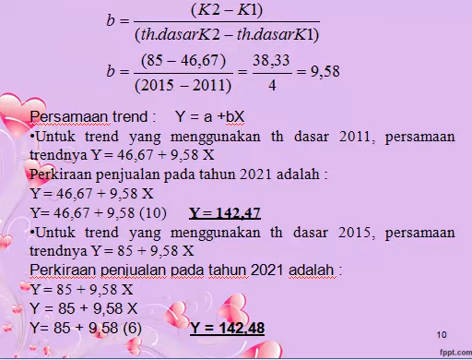 b = (K2 − K1) / (th.dasarK2 − th.dasarK1)
b = (85 − 46,67) / (2015 − 2011) = 38,33 / 4 = 9,58
Persamaan trend : Y = a +bX
•Untuk trend yang menggunakan th dasar 2011, persamaan
trendnya Y = 46,67 + 9,58 X
Perkiraan penjualan pada tahun 2021 adalah :
Y = 46,67 + 9,58 X
Y= 46,67 + 9,58 (10) Y = 142,47
•Untuk trend yang menggunakan th dasar 2015, persamaan
trendnya Y = 85 + 9,58 X
Perkiraan penjualan pada tahun 2021 adalah :
Y = 85 + 9,58 X
Y = 85 + 9,58 X
Y= 85 + 9,58 (6) Y = 142,48
10
fppt.com